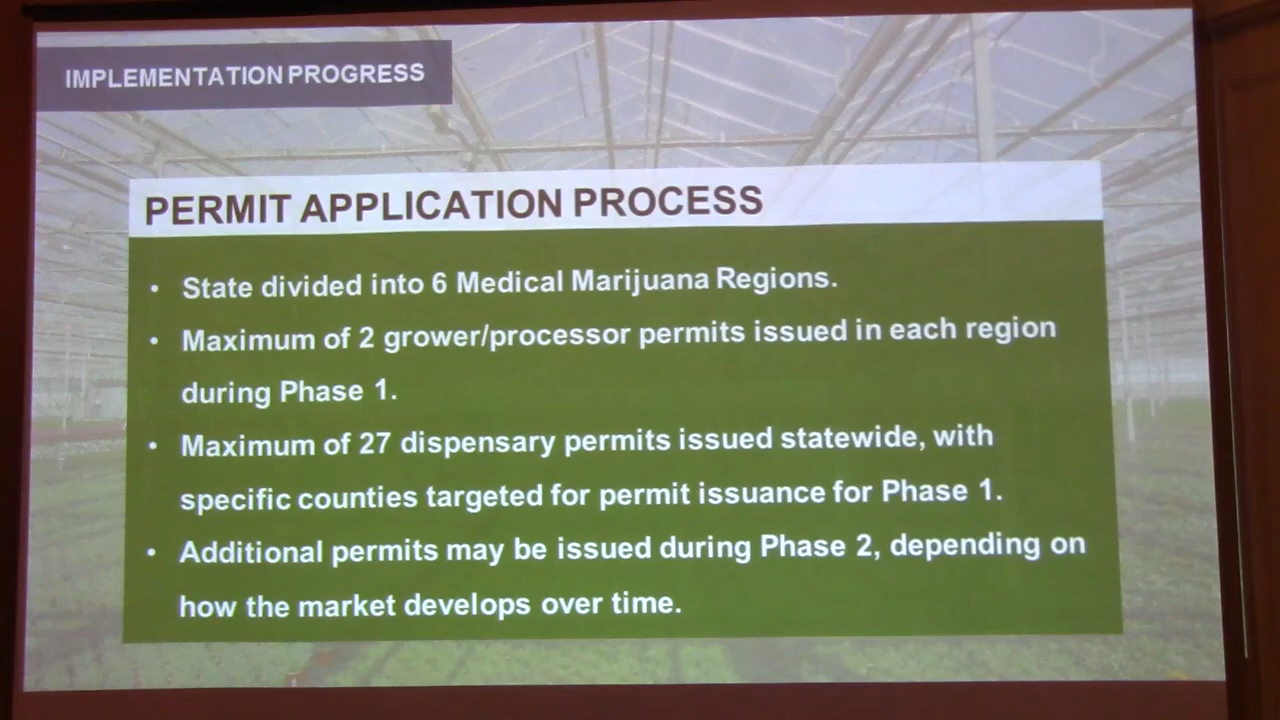 IMPLEMENTATION PROGRESS
PERMIT APPLICATION PROCESS
• State divided into 6 Medical Marijuana Regions.
• Maximum of 2 grower/processor permits issued in each region
during Phase 1.
• Maximum of 27 dispensary permits issued statewide, with
specific counties targeted for permit issuance for Phase 1.
• Additional permits may be issued during Phase 2, depending on
how the market develops over time.